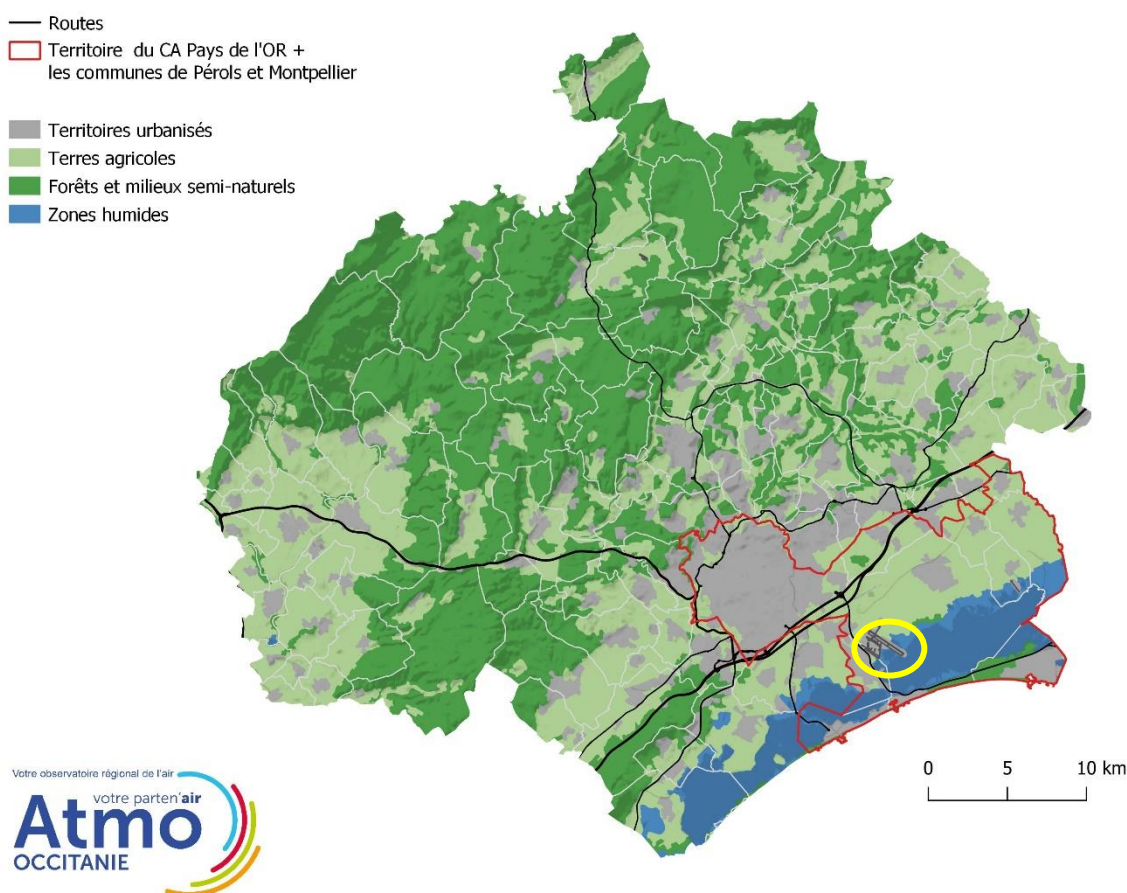 Routes
Territoire du CA Pays de l'OR +
les communes de Pérols et Montpellier
Territoires urbanisés
Terres agricoles
Forêts et milieux semi-naturels
Zones humides
0 5 10 km
Votre observatoire régional de l'air
votre parten'air
Atmo
OCCITANIE